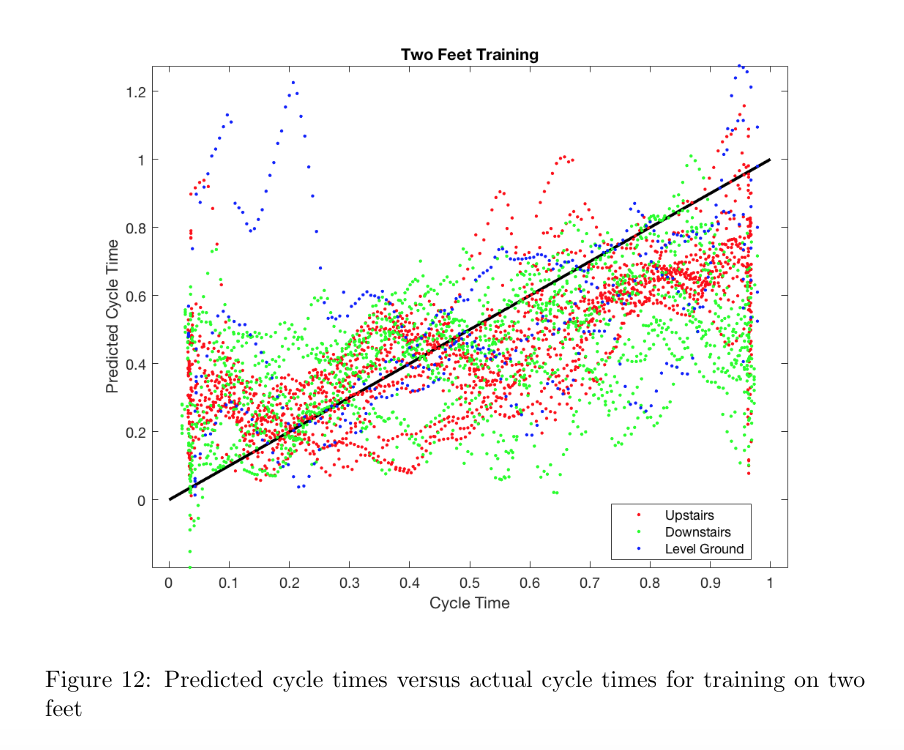 Two Feet Training
1.2
1
0.8
0.6
0.4
0.2
0
Predicted Cycle Time
0 0.1 0.2 0.3 0.4 0.5 0.6 0.7 0.8 0.9 1
Cycle Time
Upstairs
Downstairs
Level Ground
Figure 12: Predicted cycle times versus actual cycle times for training on two
feet